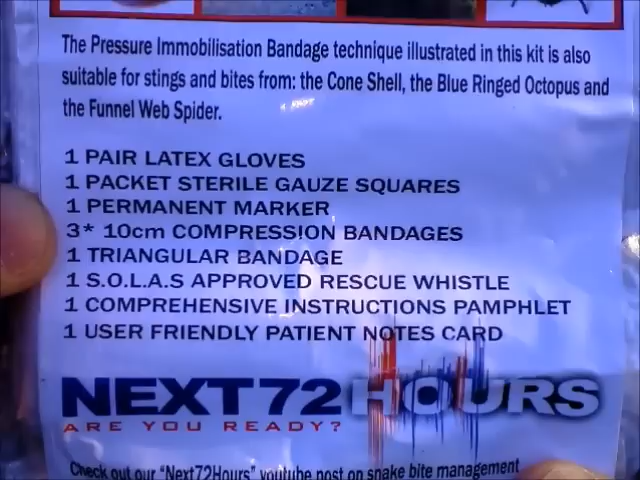 The Pressure Immobilisation Bandage technique illustrated in this kit is also
suitable for stings and bites from: the Cone Shell, the Blue Ringed Octopus and
the Funnel Web Spider.
1 PAIR LATEX GLOVES
1 PACKET STERILE GAUZE SQUARES
1 PERMANENT MARKER
3* 10cm COMPRESSION BANDAGES
1 TRIANGULAR BANDAGE
1 S.O.L.A.S APPROVED RESCUE WHISTLE
1 COMPREHENSIVE INSTRUCTIONS PAMPHLET
1 USER FRIENDLY PATIENT NOTES CARD
NEXT72HOURS
ARE YOU READY?
Check out our "Next72Hours" youtube post on snake bite management